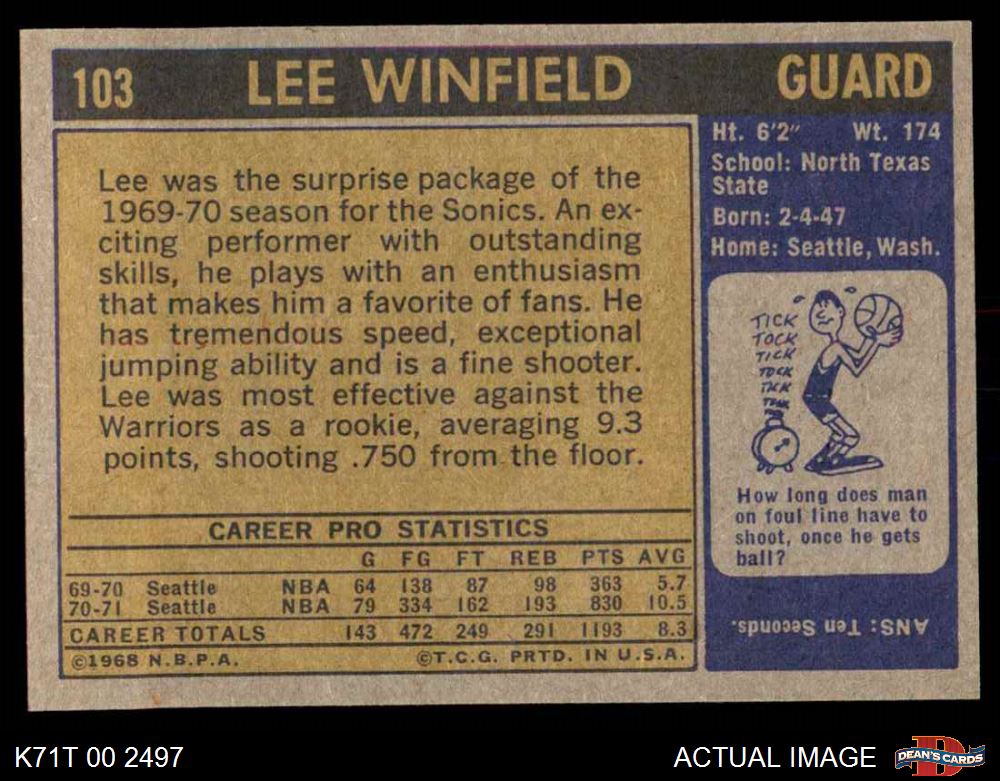 103 LEE WINFIELD GUARD
Lee was the surprise package of the
1969-70 season for the Sonics. An ex-
citing performer with outstanding
skills, he plays with an enthusiasm
that makes him a favorite of fans. He
has tremendous speed, exceptional
jumping ability and is a fine shooter.
Lee was most effective against the
Warriors as a rookie, averaging 9.3
points, shooting .750 from the floor.
CAREER PRO STATISTICS
G FG FT REB PTS AVG
69-70 Seattle NBA 64 138 87 98 363 5.7
70-71 Seattle NBA 79 334 162 193 830 10.5
CAREER TOTALS 143 472 249 291 1193 8.3
©1968 N.B.P.A. ©T.C.G. PRTD. IN U.S.A.
Ht. 6'2" Wt. 174
School: North Texas
State
Born: 2-4-47
Home: Seattle, Wash.
TICK
TOCK
TICK
TOCK
TICK
TOCK
How long does man
on foul line have to
shoot, once he gets
ball?
ANS: Ten Seconds.
K71T 00 2497 ACTUAL IMAGE DEAN'S CARDS